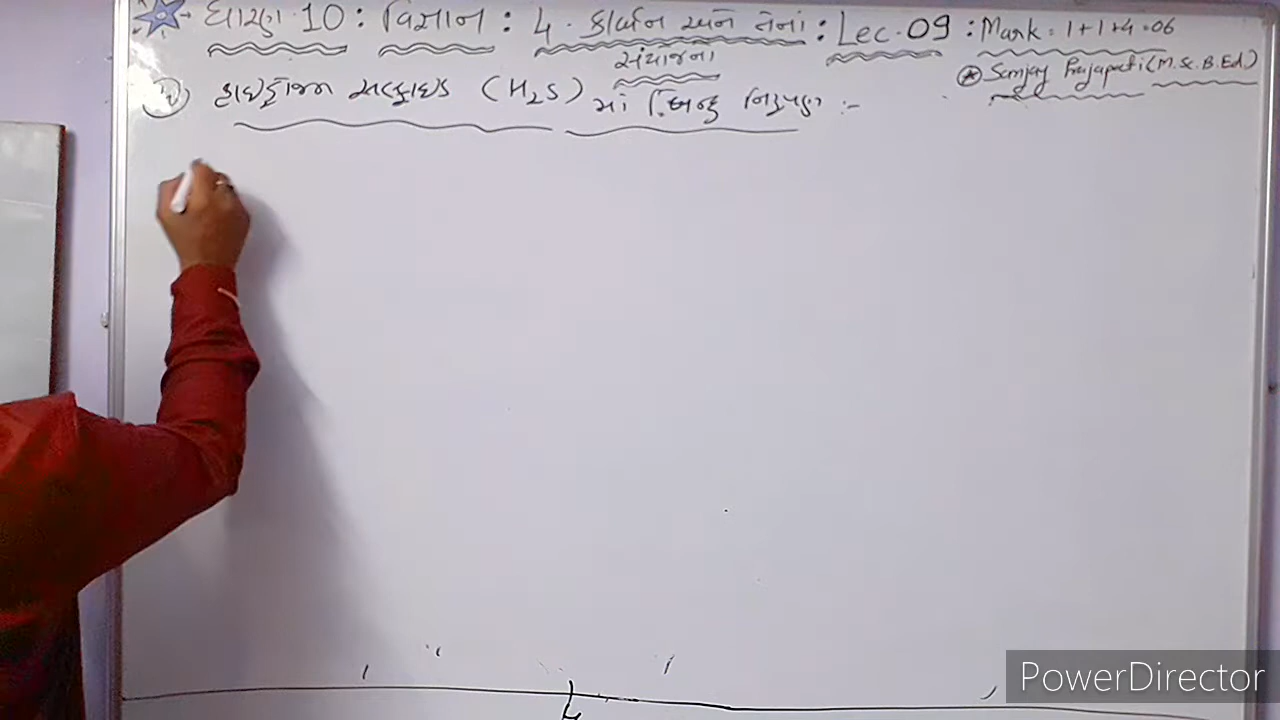 ધોરણ.10 : વિજ્ઞાન : 4. કાર્બન અને તેનાં : Lec.09 : Mark = 1+1+4=06
સંયોજનો
Sanjay Prajapati (M.Sc. B.Ed)
હાઇડ્રોજન સલ્ફાઇડ (H2S) માં બિન્દુ નિરૂપણ :-
PowerDirector